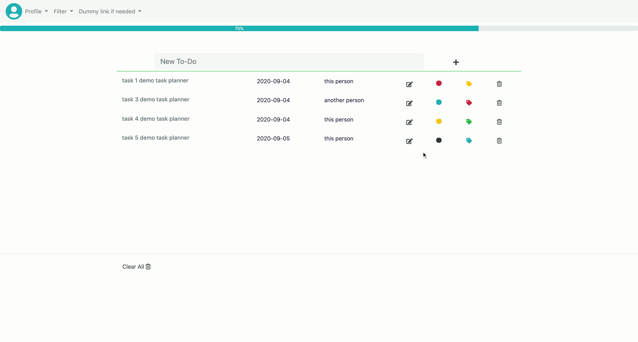 Profile Filter Dummy link if needed
75%
New To-Do
task 1 demo task planner 2020-09-04 this person
task 3 demo task planner 2020-09-04 another person
task 4 demo task planner 2020-09-04 this person
task 5 demo task planner 2020-09-05 this person
Clear All